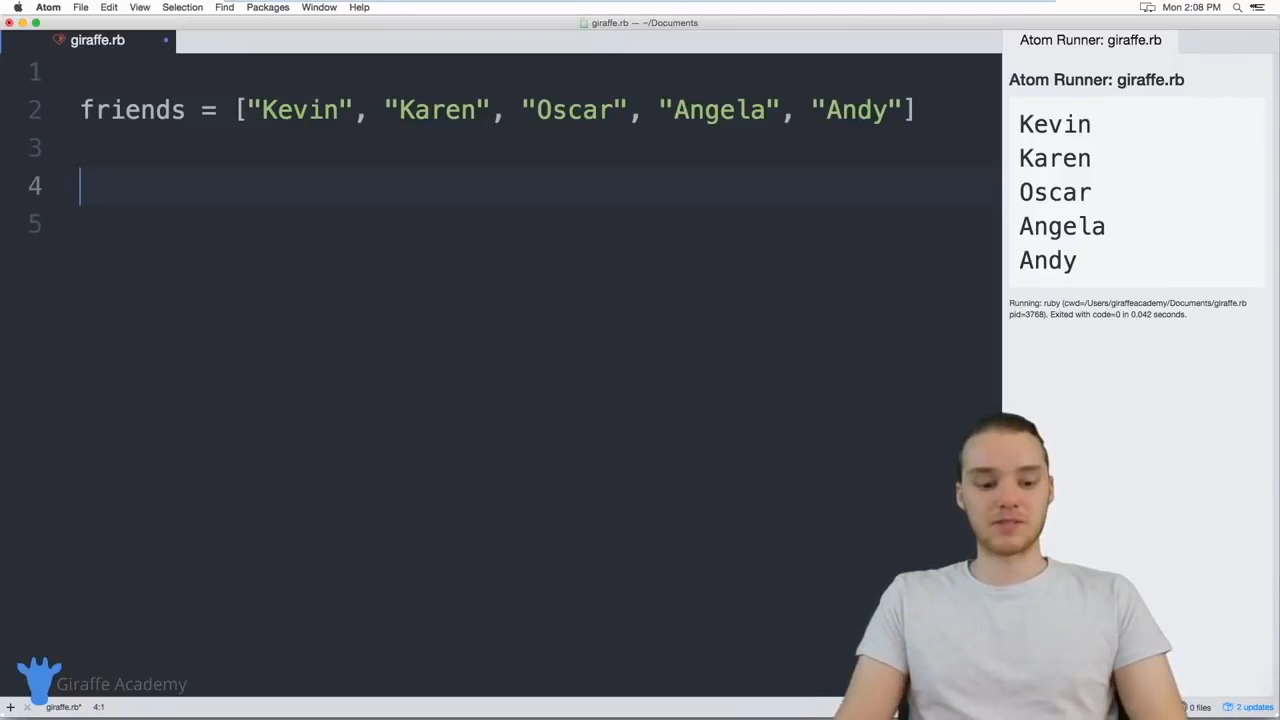 Atom File Edit View Selection Find Packages Window Help Mon 2:08 PM
giraffe.rb — ~/Documents
giraffe.rb
Atom Runner: giraffe.rb
1
2 friends = ["Kevin", "Karen", "Oscar", "Angela", "Andy"]
3
4
5
Atom Runner: giraffe.rb
Kevin
Karen
Oscar
Angela
Andy
Running: ruby (cwd=/Users/giraffeacademy/Documents/giraffe.rb
pid=3768). Exited with code=0 in 0.042 seconds.
Giraffe Academy
giraffe.rb* 4:1
0 files 2 updates